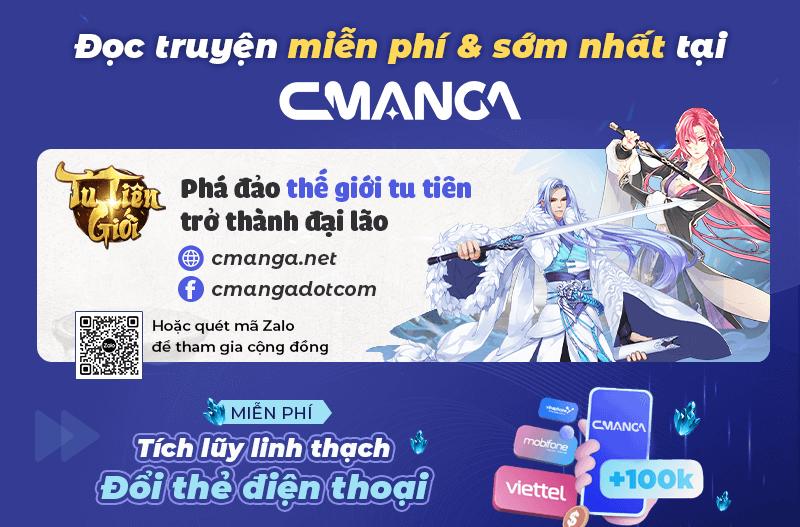 Đọc truyện miễn phí & sớm nhất tại
CMANGA
Tu Tiên
Giới
Phá đảo thế giới tu tiên
trở thành đại lão
cmanga.net
cmangadotcom
Zalo
Hoặc quét mã Zalo
để tham gia cộng đồng
MIỄN PHÍ
Tích lũy linh thạch
Đổi thẻ điện thoại
vinaphone
mobifone
viettel
CMANGA
+100k
$